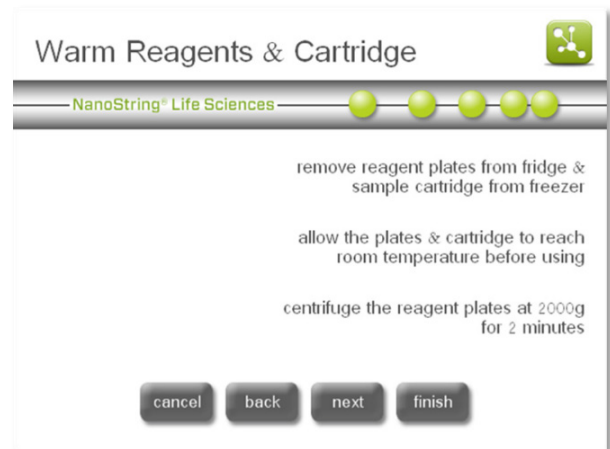 Warm Reagents & Cartridge
NanoString® Life Sciences
remove reagent plates from fridge &
sample cartridge from freezer
allow the plates & cartridge to reach
room temperature before using
centrifuge the reagent plates at 2000g
for 2 minutes
cancel back next finish